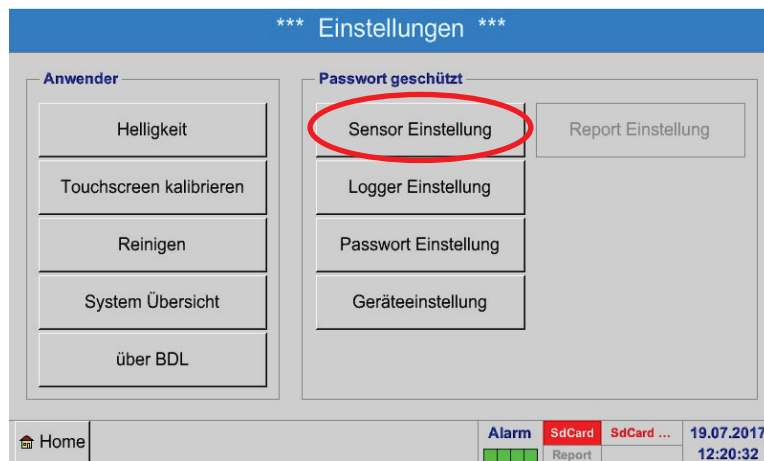 *** Einstellungen ***
Anwender
Helligkeit
Touchscreen kalibrieren
Reinigen
System Übersicht
über BDL
Passwort geschützt
Sensor Einstellung
Report Einstellung
Logger Einstellung
Passwort Einstellung
Geräteeinstellung
Home
Alarm
SdCard
SdCard ...
Report
19.07.2017
12:20:32